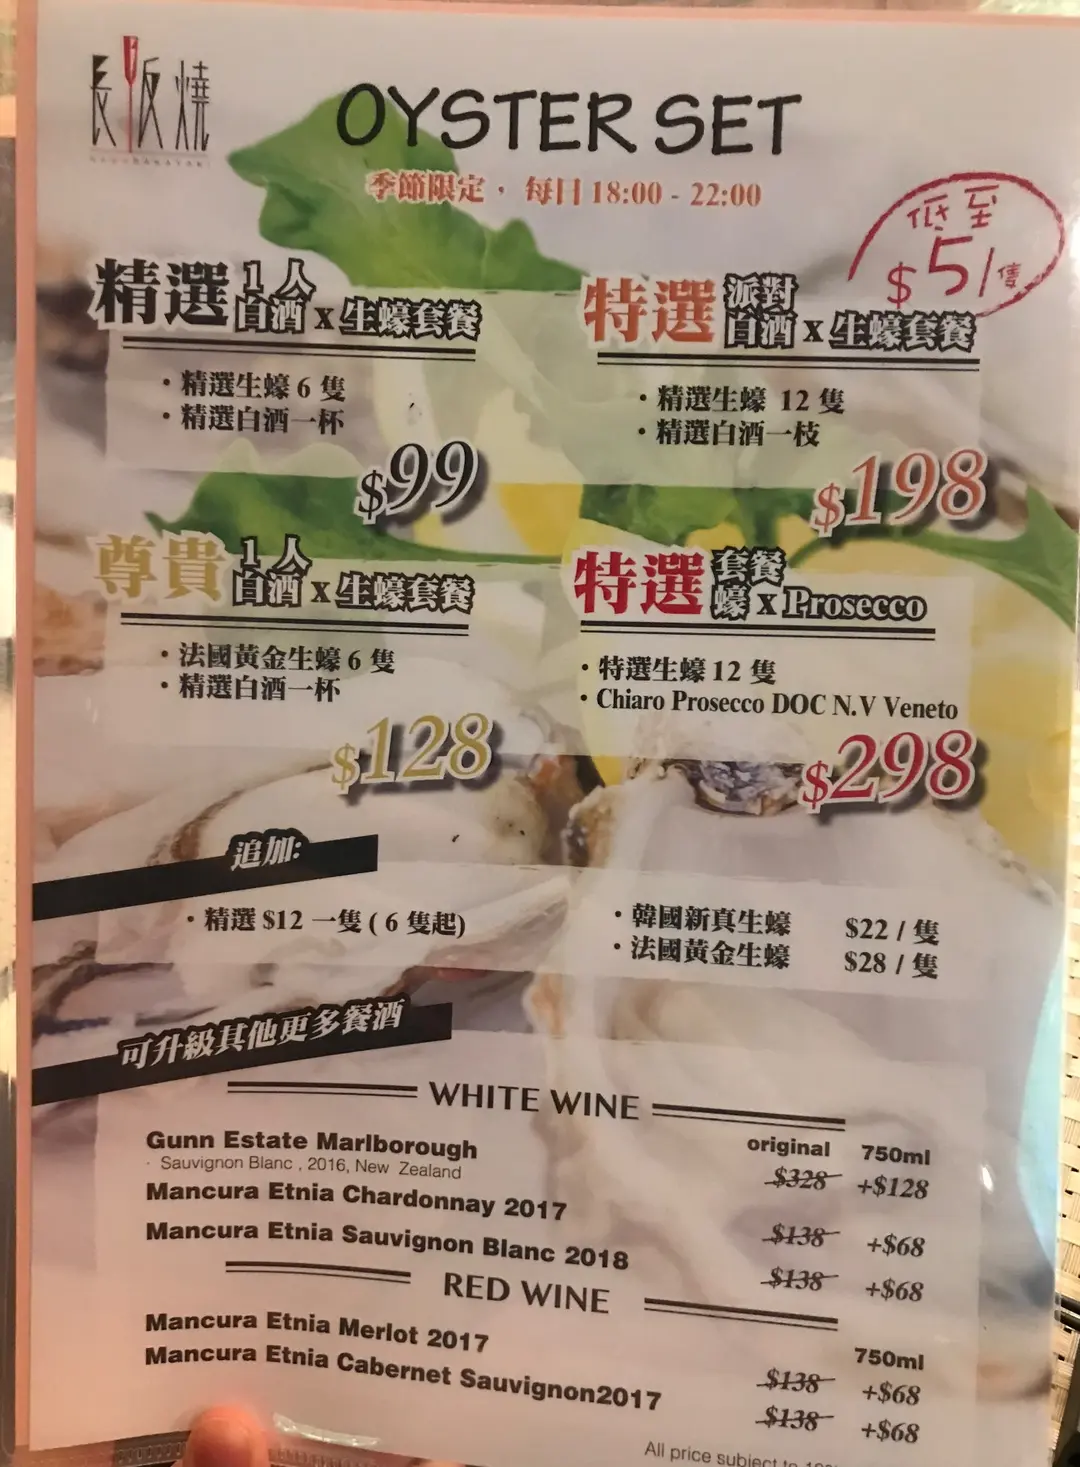 長坂燒
OYSTER SET
季節限定，每日 18:00 - 22:00
低至
$5/隻
精選 1人 白酒 x 生蠔套餐
・精選生蠔 6 隻
・精選白酒一杯
$99
特選 派對 白酒 x 生蠔套餐
・精選生蠔 12 隻
・精選白酒一枝
$198
尊貴 1人 白酒 x 生蠔套餐
・法國黃金生蠔 6 隻
・精選白酒一杯
$128
特選 套餐 蠔 x Prosecco
・特選生蠔 12 隻
・Chiaro Prosecco DOC N.V Veneto
$298
追加:
・精選 $12 一隻 ( 6 隻起)
・韓國新真生蠔 $22 / 隻
・法國黃金生蠔 $28 / 隻
可升級其他更多餐酒
WHITE WINE
original 750ml
Gunn Estate Marlborough $328 +$128
· Sauvignon Blanc , 2016, New Zealand
Mancura Etnia Chardonnay 2017 $138 +$68
Mancura Etnia Sauvignon Blanc 2018 $138 +$68
RED WINE
750ml
Mancura Etnia Merlot 2017 $138 +$68
Mancura Etnia Cabernet Sauvignon2017 $138 +$68
All price subject to